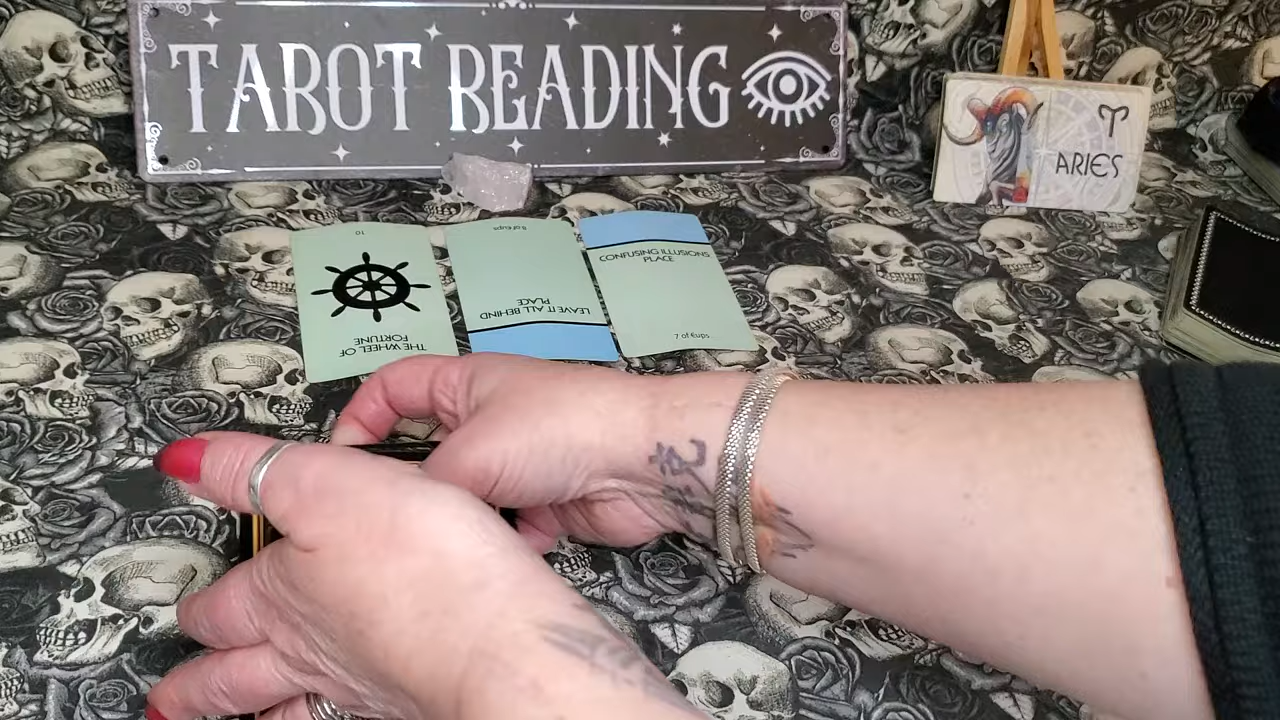 TAROT READING
ARIES
10
THE WHEEL OF
FORTUNE
8 of Cups
LEAVE IT ALL BEHIND
PLACE
CONFUSING ILLUSIONS
PLACE
7 of Cups